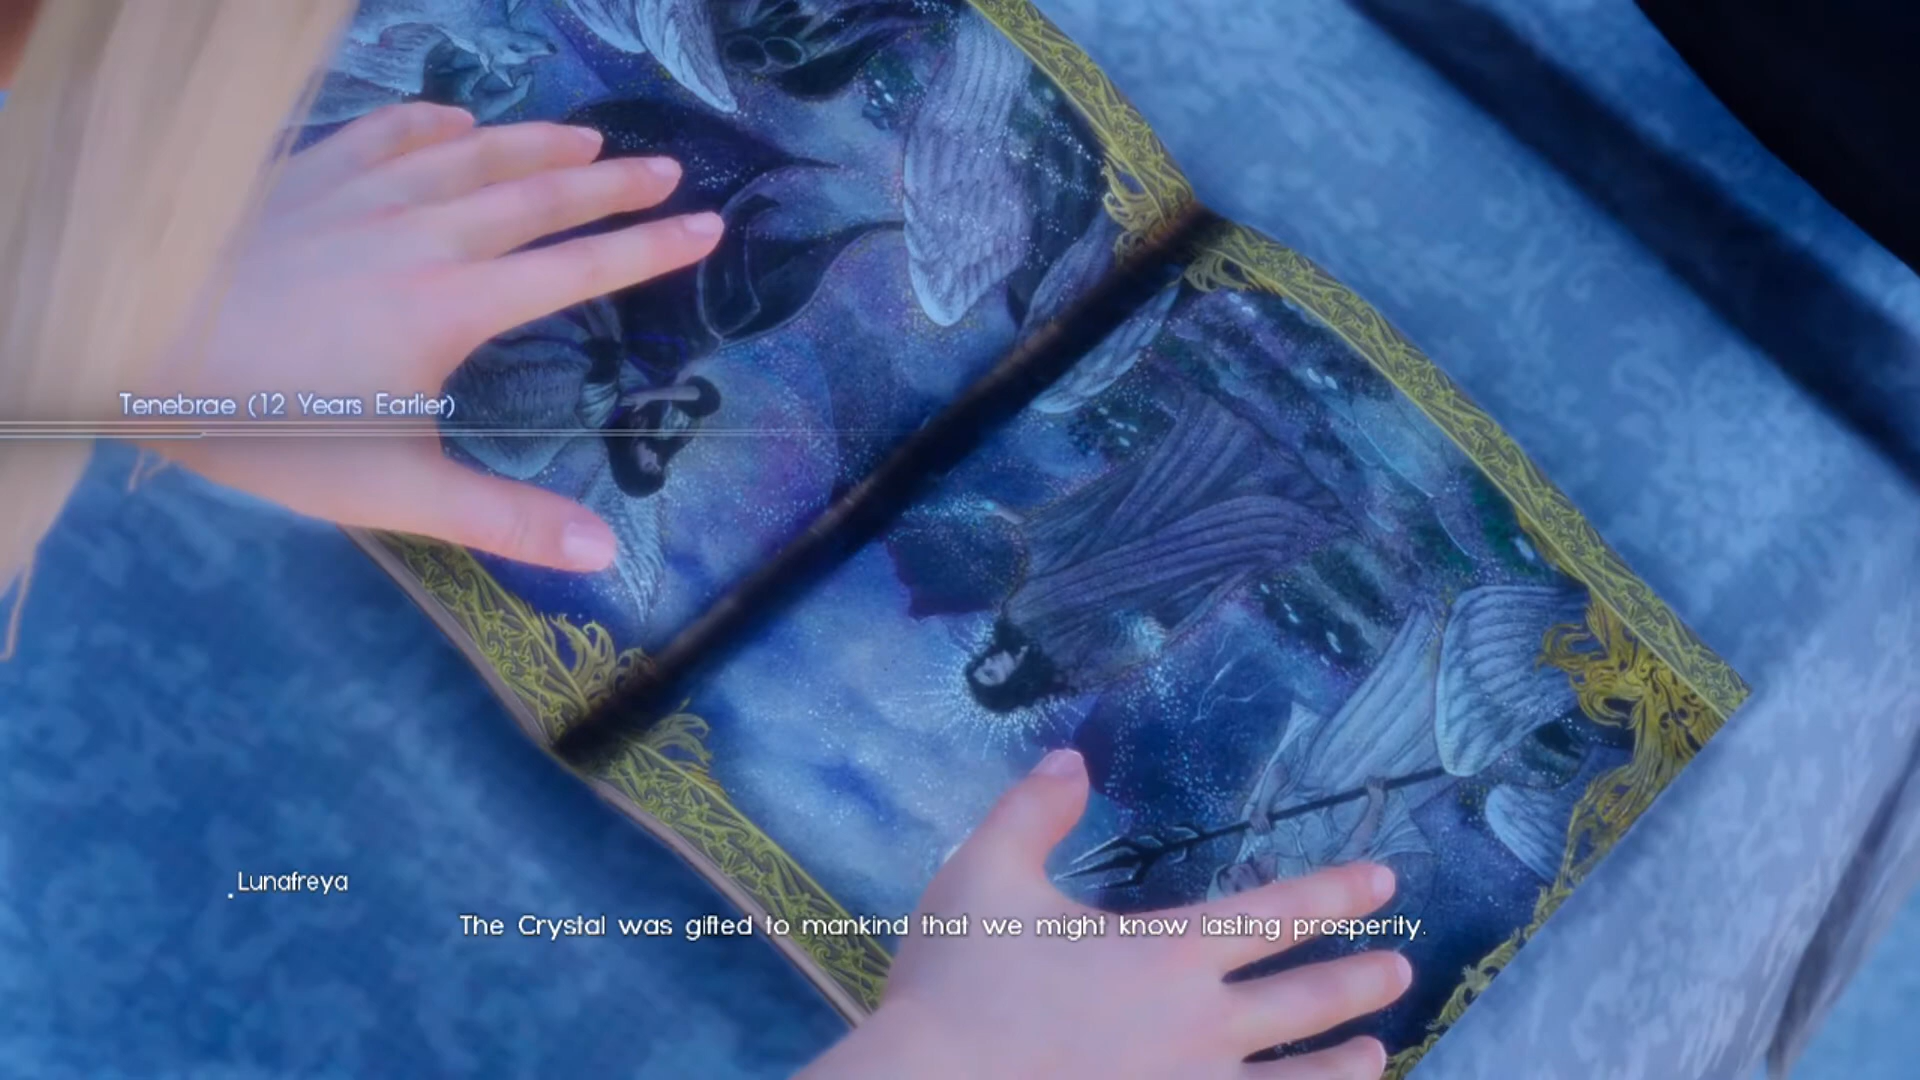 Tenebrae (12 Years Earlier)
Lunafreya
The Crystal was gifted to mankind that we might know lasting prosperity.